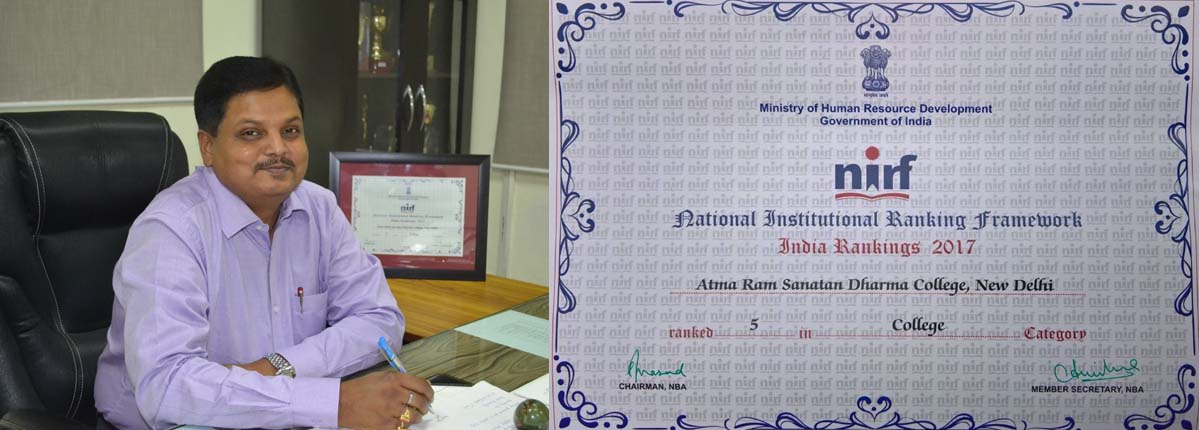 Ministry of Human Resource Development
Government of India
nirf
National Institutional Ranking Framework
India Rankings 2017
Atma Ram Sanatan Dharma College, New Delhi
ranked 5 in College Category
CHAIRMAN, NBA
MEMBER SECRETARY, NBA
nirf